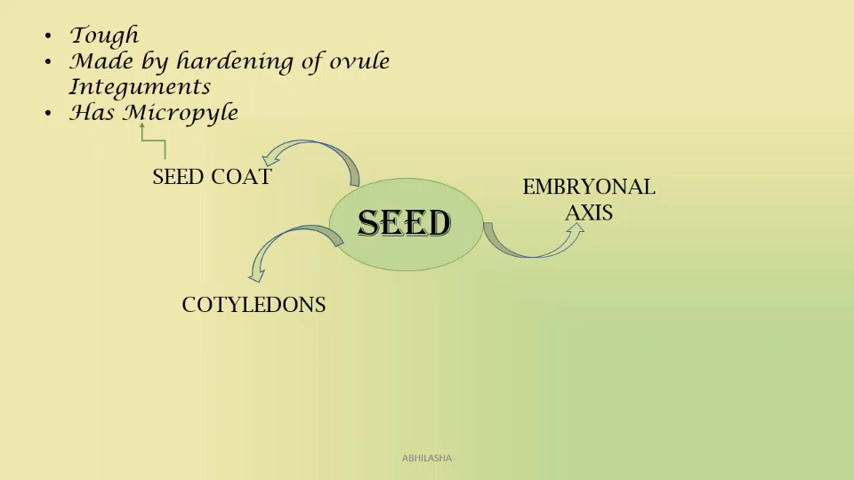 • Tough
• Made by hardening of ovule
Integuments
• Has Micropyle
SEED COAT
EMBRYONAL
AXIS
SEED
COTYLEDONS
ABHILASHA